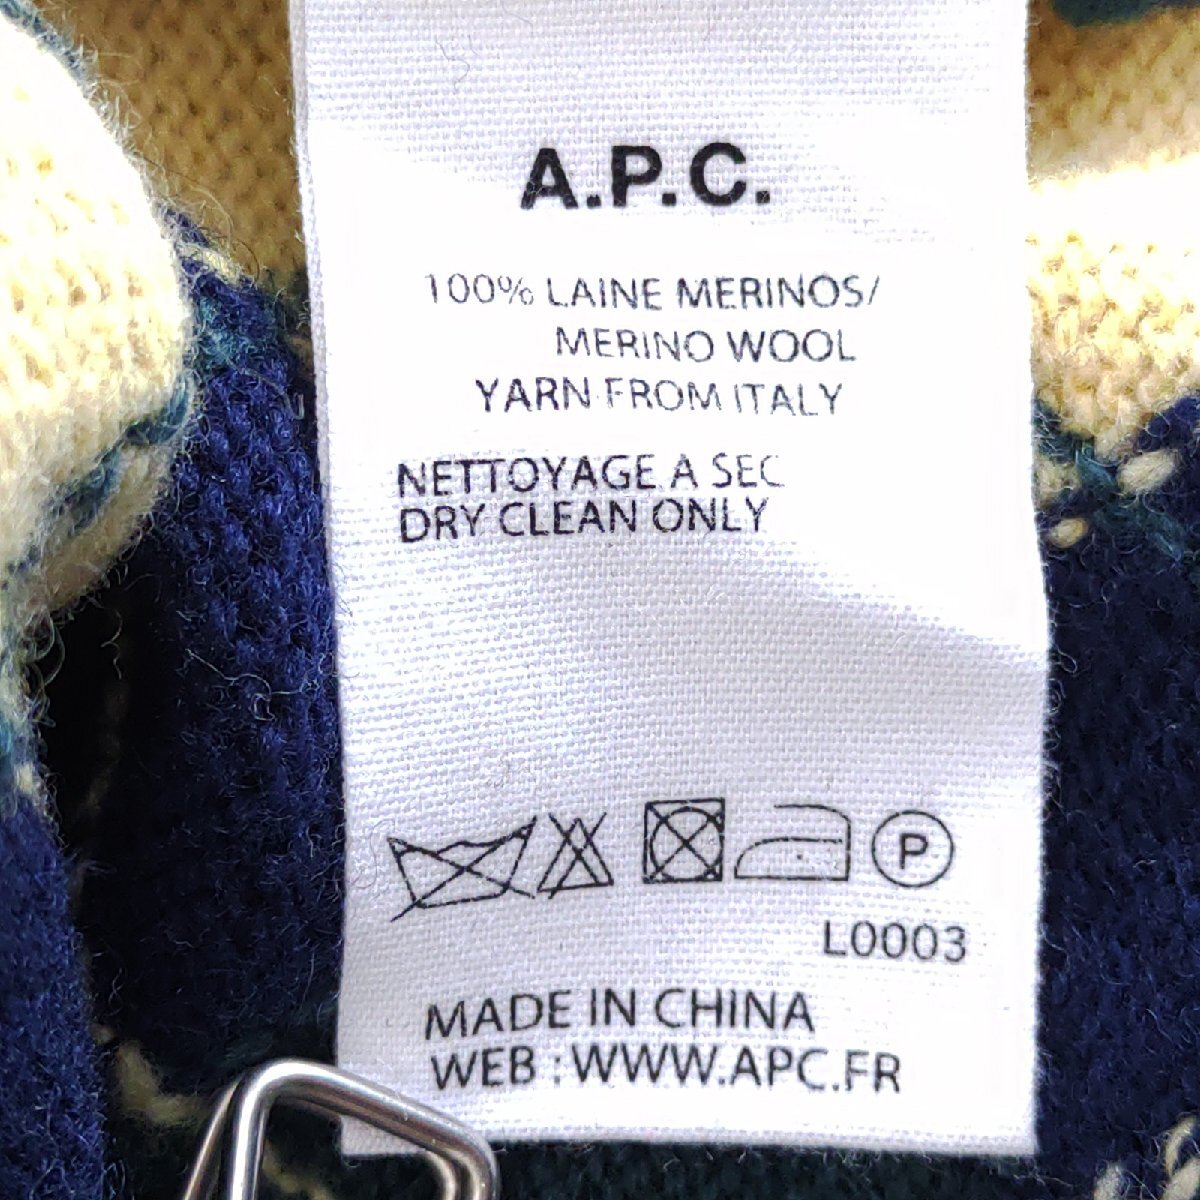 A.P.C.
100% LAINE MERINOS/
MERINO WOOL
YARN FROM ITALY
NETTOYAGE A SEC
DRY CLEAN ONLY
P
L0003
MADE IN CHINA
WEB : WWW.APC.FR